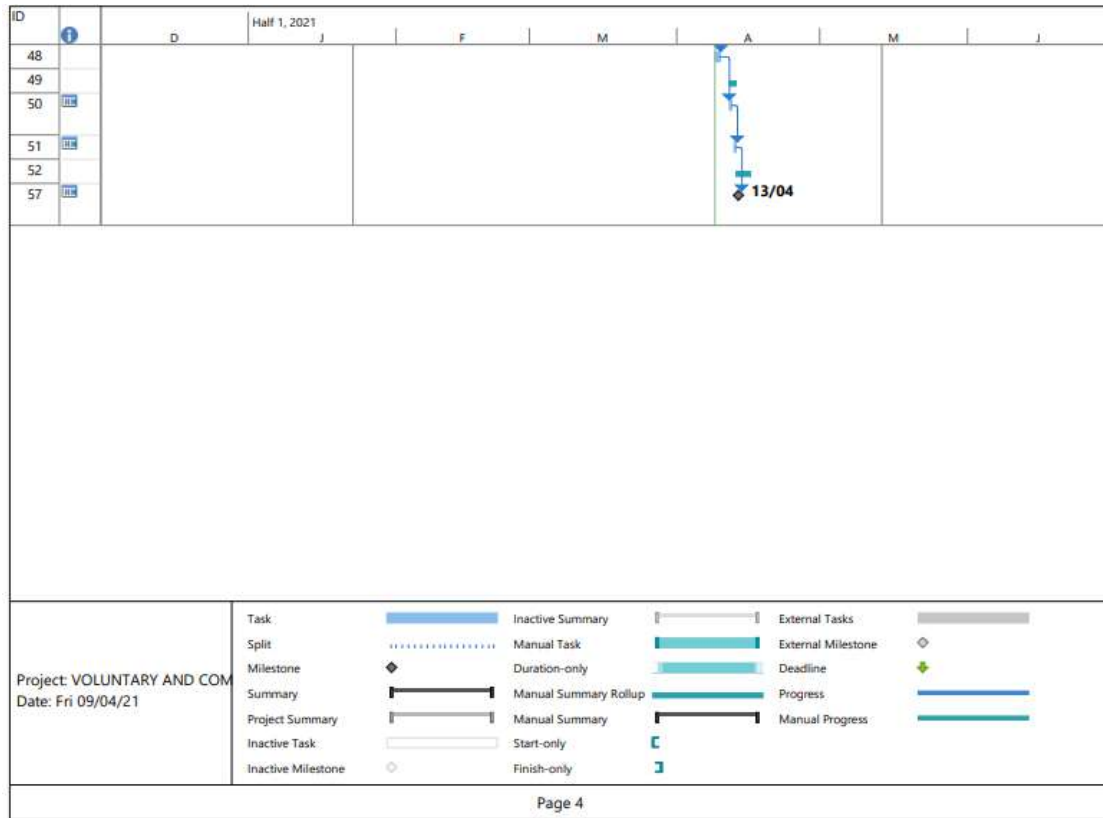 ID
Half 1, 2021
D J F M A M J
48
49
50
51
52
57
13/04
Project: VOLUNTARY AND COM
Date: Fri 09/04/21
Task
Split
Milestone
Summary
Project Summary
Inactive Task
Inactive Milestone
Inactive Summary
Manual Task
Duration-only
Manual Summary Rollup
Manual Summary
Start-only
Finish-only
External Tasks
External Milestone
Deadline
Progress
Manual Progress
Page 4